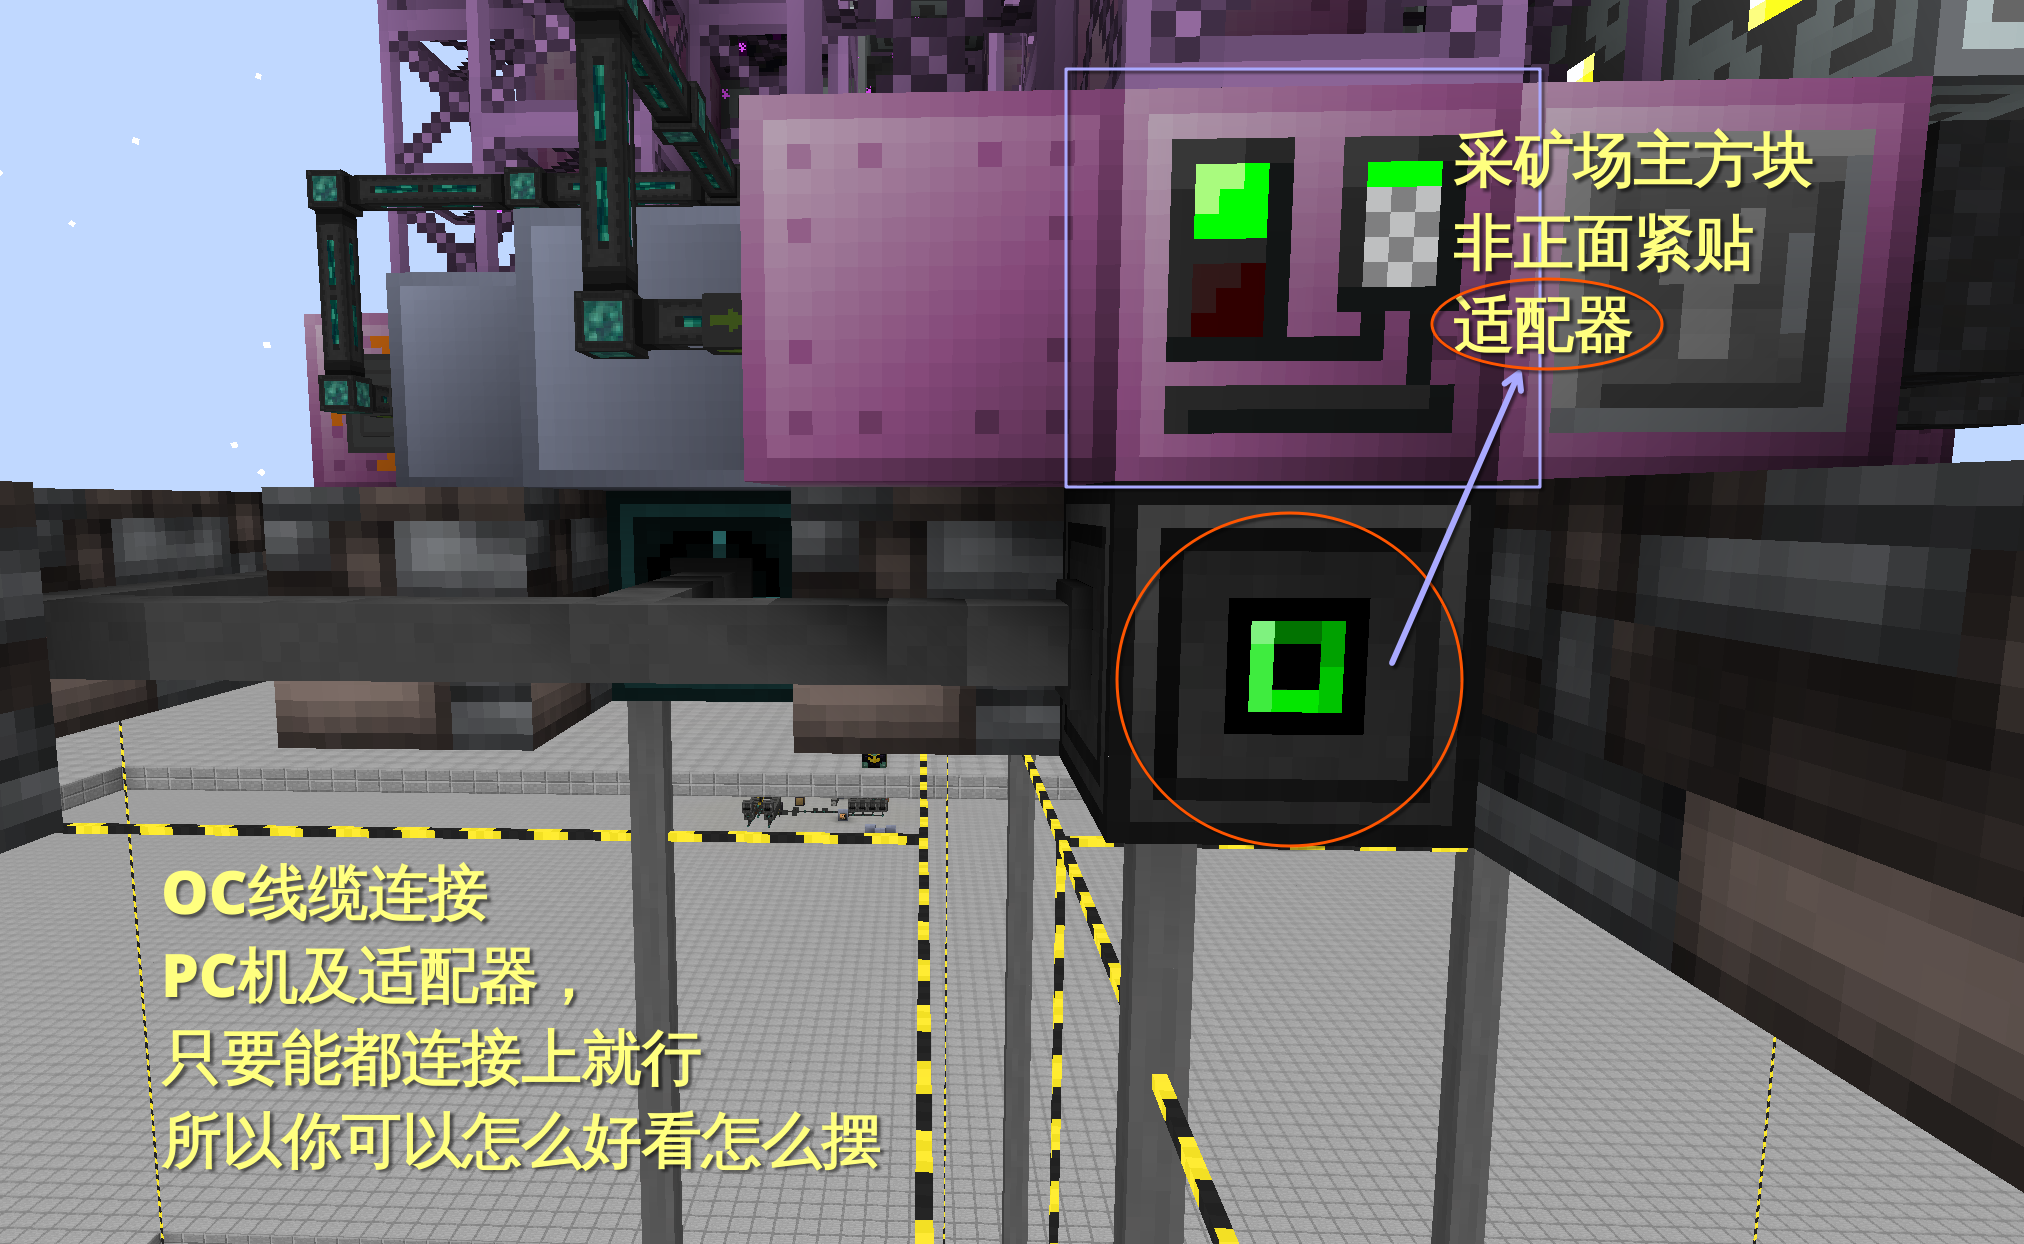 采矿场主方块
非正面紧贴
适配器
OC线缆连接
PC机及适配器，
只要能都连接上就行
所以你可以怎么好看怎么摆